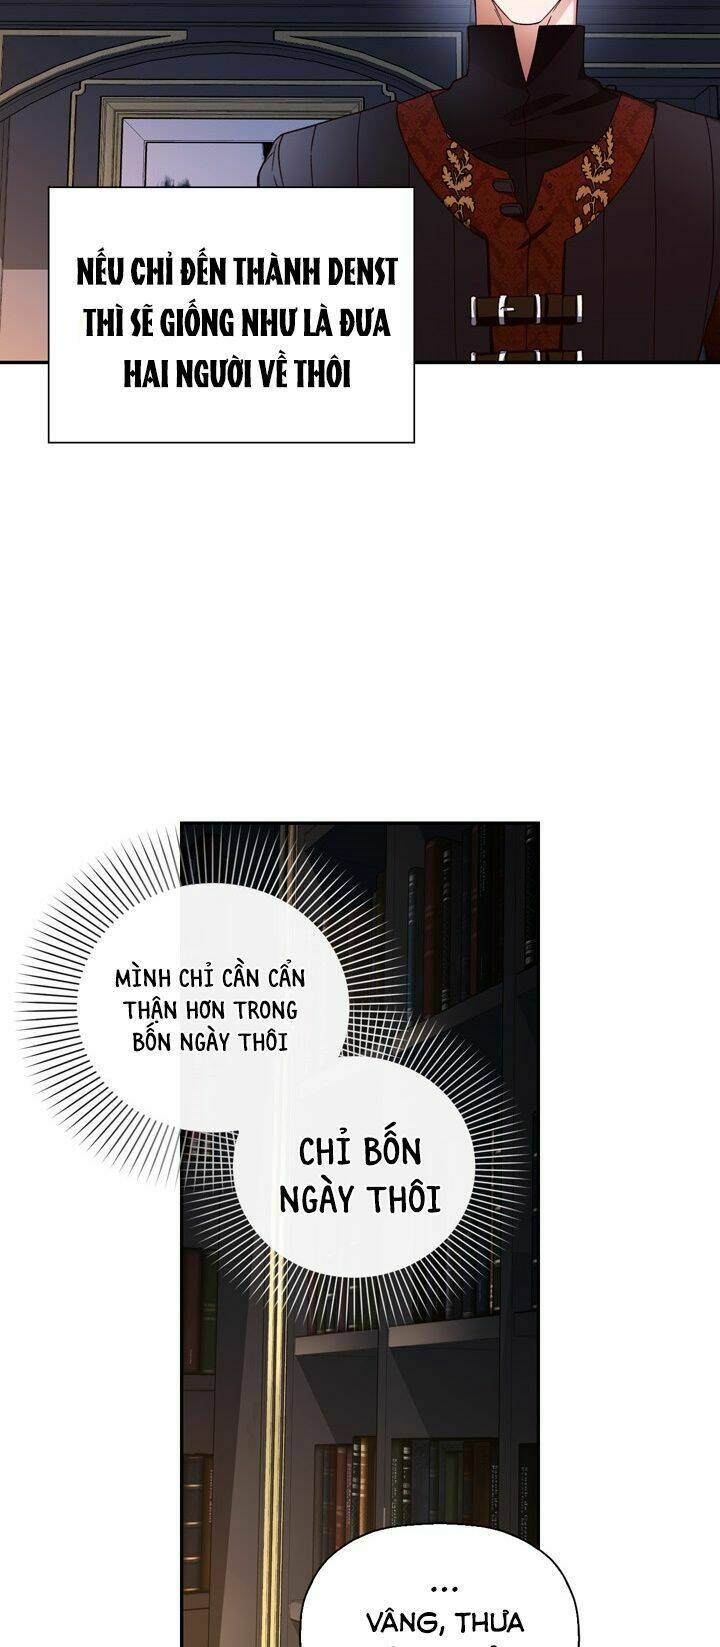 NẾU CHỈ ĐẾN THÀNH DENST
THÌ SẼ GIỐNG NHƯ LÀ ĐƯA
HAI NGƯỜI VỀ THÔI
MÌNH CHỈ CẦN CẨN
THẬN HƠN TRONG
BỐN NGÀY THÔI
CHỈ BỐN
NGÀY THÔI
...
VÂNG, THƯA